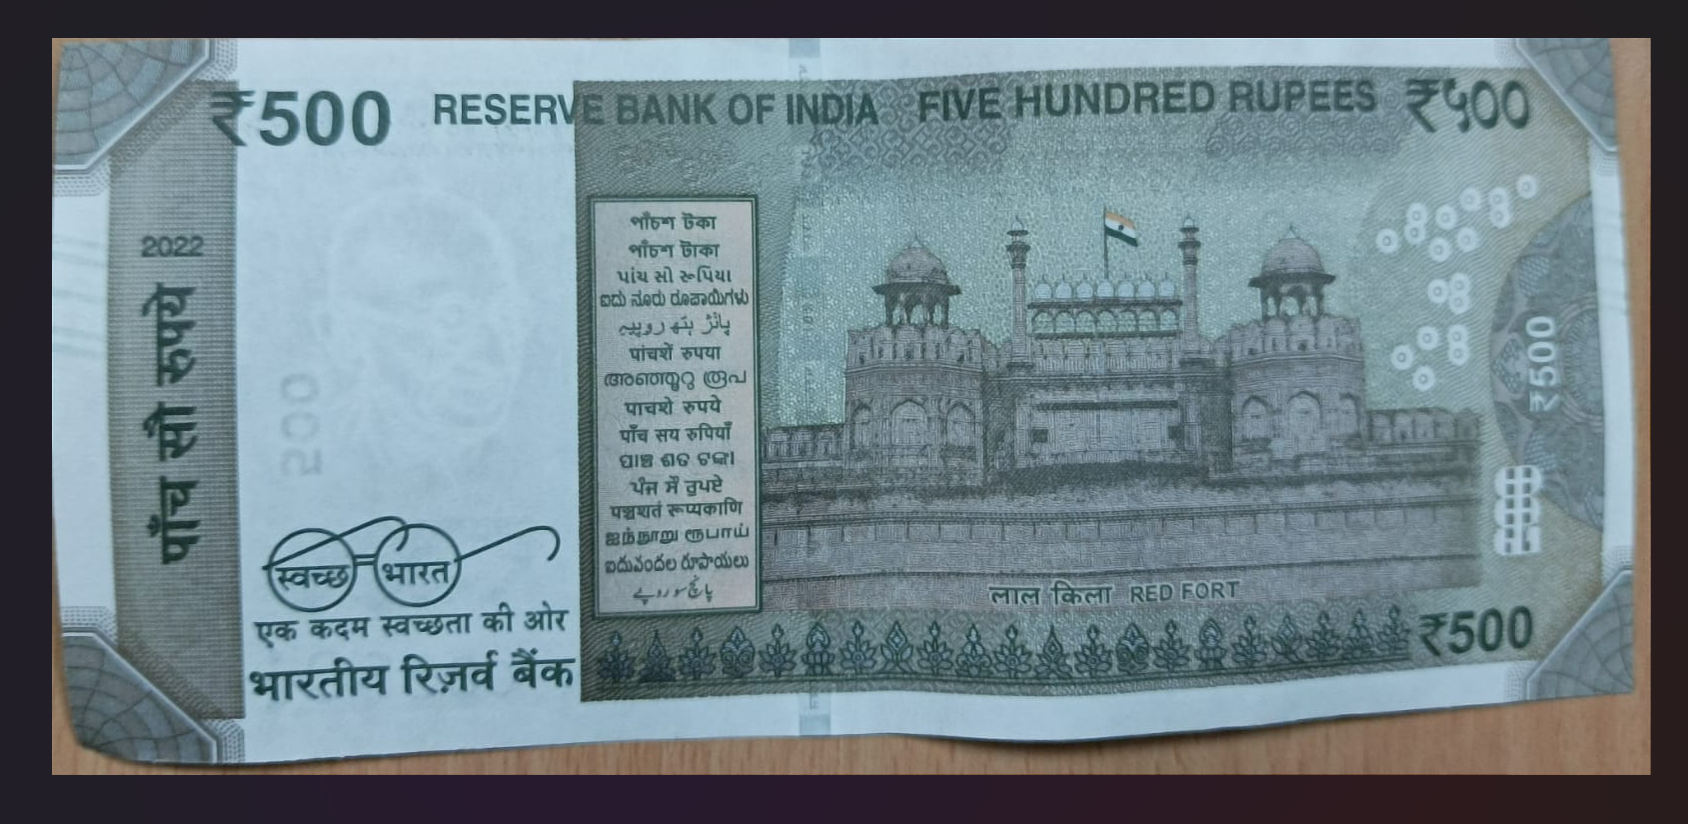 ₹500 RESERVE BANK OF INDIA FIVE HUNDRED RUPEES ₹५००
2022
पाँच सौ रुपये
500
পাঁচশ টকা
পাঁচশ টাকা
પાંચ સો રૂપિયા
ಐದು ನೂರು ರೂಪಾಯಿಗಳು
پانژ ہَتھ روپیہِ
पांचशें रुपया
അഞ്ഞൂറു രൂപ
पाचशे रुपये
पाँच सय रुपियाँ
ପାଞ୍ଚ ଶତ ଟଙ୍କା
ਪੰਜ ਸੌ ਰੁਪਏ
पञ्चशतं रूप्यकाणि
ஐந்நூறு ரூபாய்
ఐదువందల రూపాయలు
پانچ سو روپے
₹500
स्वच्छ भारत
एक कदम स्वच्छता की ओर
भारतीय रिज़र्व बैंक
लाल किला RED FORT
₹500